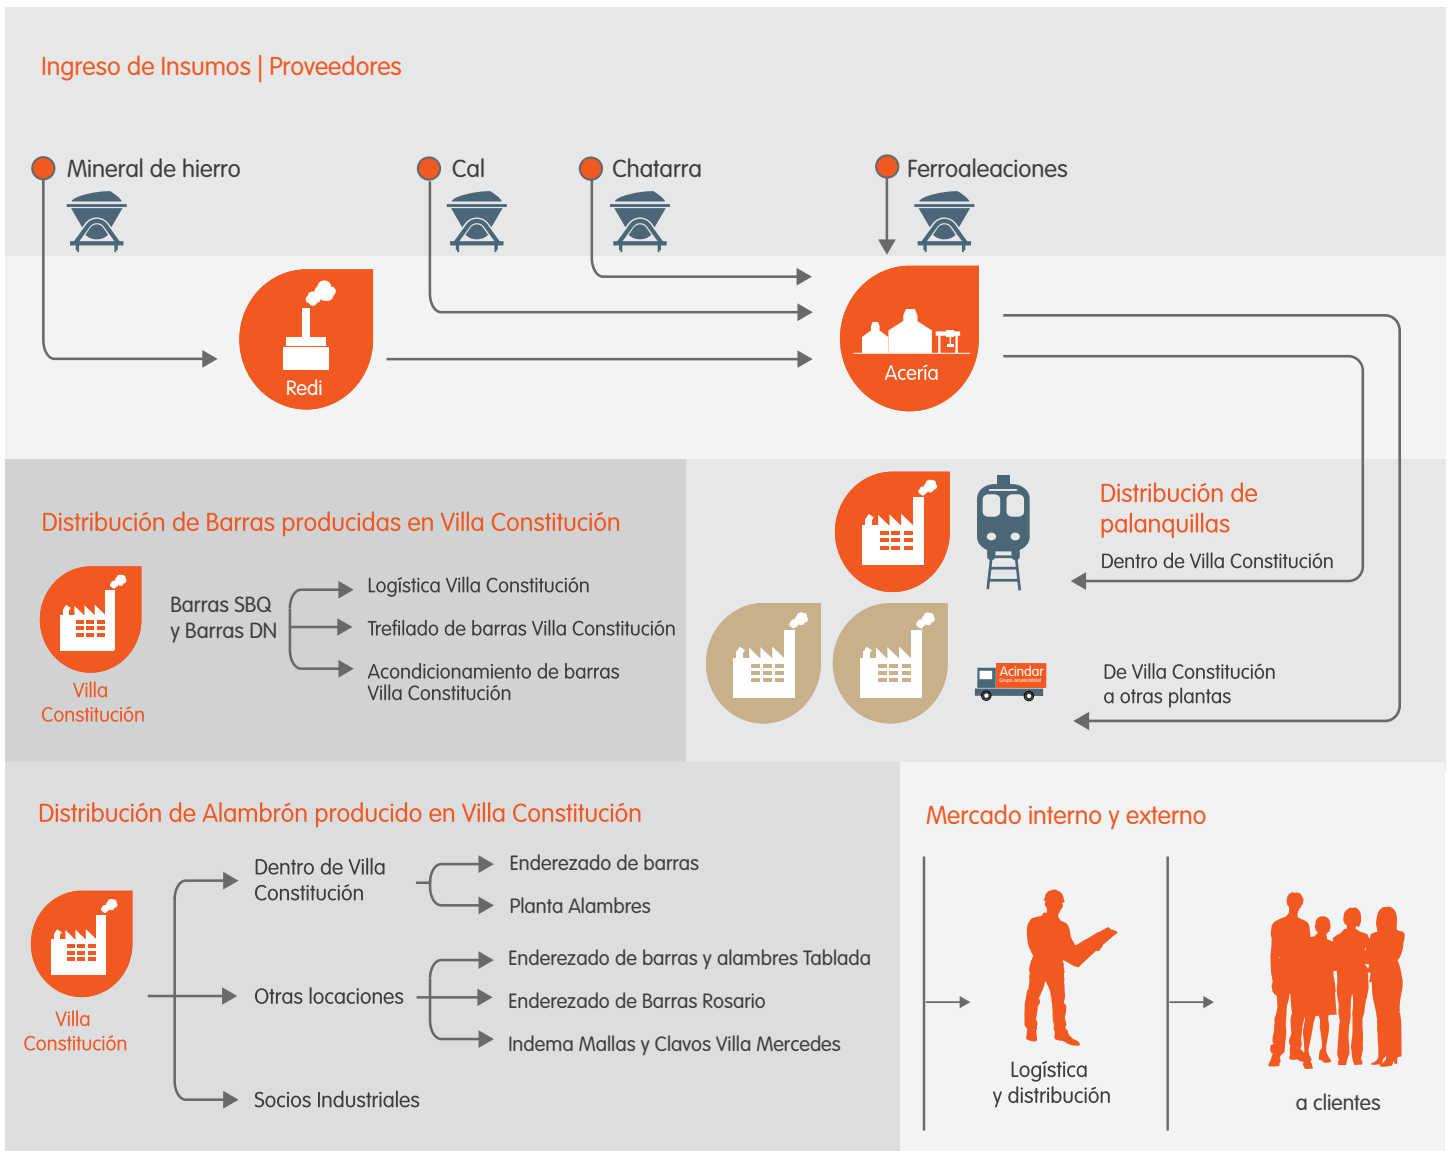 Ingreso de Insumos | Proveedores
Mineral de hierro
Cal
Chatarra
Ferroaleaciones
Redi
Acería
Distribución de Barras producidas en Villa Constitución
Villa
Constitución
Barras SBQ
y Barras DN
Logística Villa Constitución
Trefilado de barras Villa Constitución
Acondicionamiento de barras
Villa Constitución
Distribución de
palanquillas
Dentro de Villa Constitución
Acindar
Grupo ArcelorMittal
De Villa Constitución
a otras plantas
Distribución de Alambrón producido en Villa Constitución
Villa
Constitución
Dentro de Villa
Constitución
Enderezado de barras
Planta Alambres
Otras locaciones
Enderezado de barras y alambres Tablada
Enderezado de Barras Rosario
Indema Mallas y Clavos Villa Mercedes
Socios Industriales
Mercado interno y externo
Logística
y distribución
a clientes